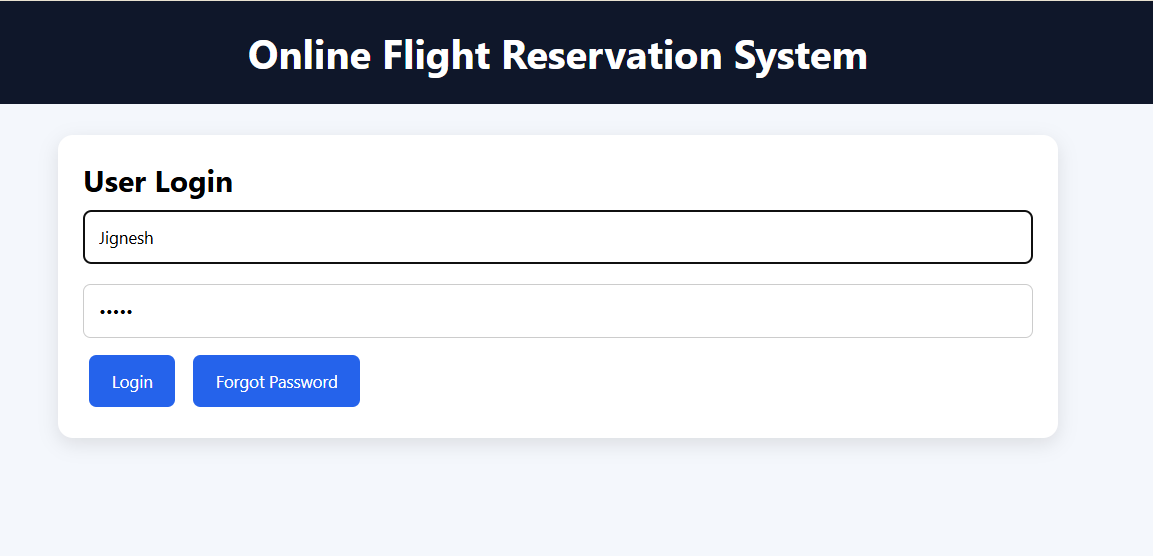 Online Flight Reservation System
User Login
Jignesh
•••••
Login Forgot Password